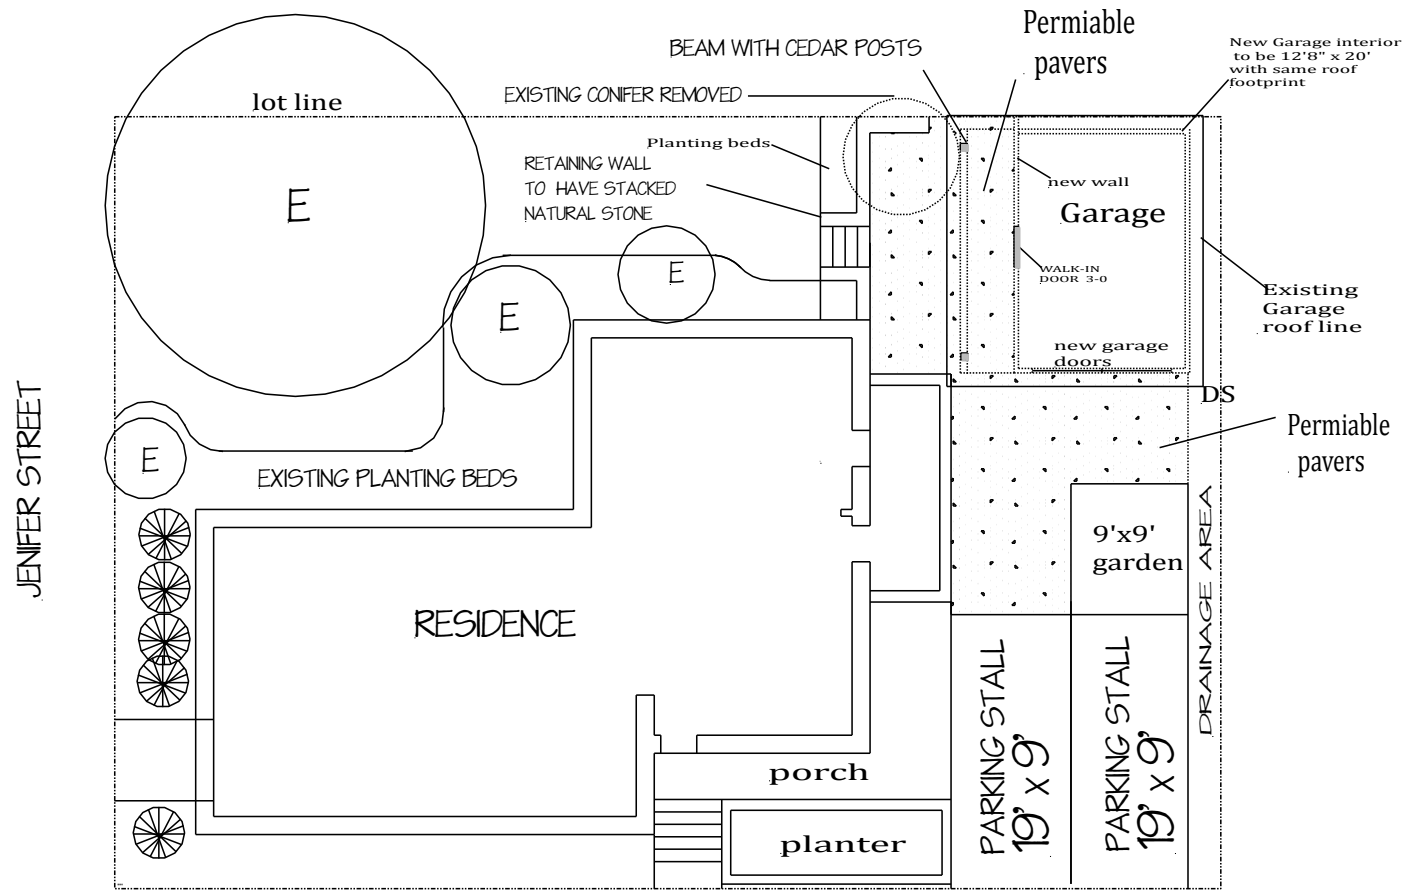 Permiable
pavers
BEAM WITH CEDAR POSTS
New Garage interior
to be 12'8" x 20'
with same roof
footprint
EXISTING CONIFER REMOVED
lot line
Planting beds
RETAINING WALL
TO HAVE STACKED
NATURAL STONE
new wall
Garage
E
E
E
WALK-IN
DOOR 3-0
Existing
Garage
roof line
new garage
doors
DS
Permiable
pavers
E
EXISTING PLANTING BEDS
JENIFER STREET
9'x9'
garden
DRAINAGE AREA
RESIDENCE
PARKING STALL
19' x 9'
PARKING STALL
19' x 9'
porch
planter